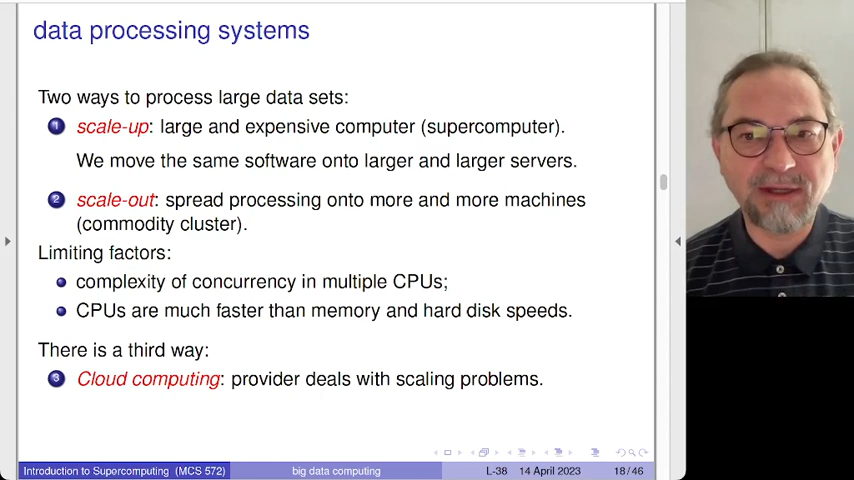 data processing systems
Two ways to process large data sets:
1 scale-up: large and expensive computer (supercomputer).
We move the same software onto larger and larger servers.
2 scale-out: spread processing onto more and more machines
(commodity cluster).
Limiting factors:
complexity of concurrency in multiple CPUs;
CPUs are much faster than memory and hard disk speeds.
There is a third way:
3 Cloud computing: provider deals with scaling problems.
Introduction to Supercomputing (MCS 572) big data computing L-38 14 April 2023 18 / 46